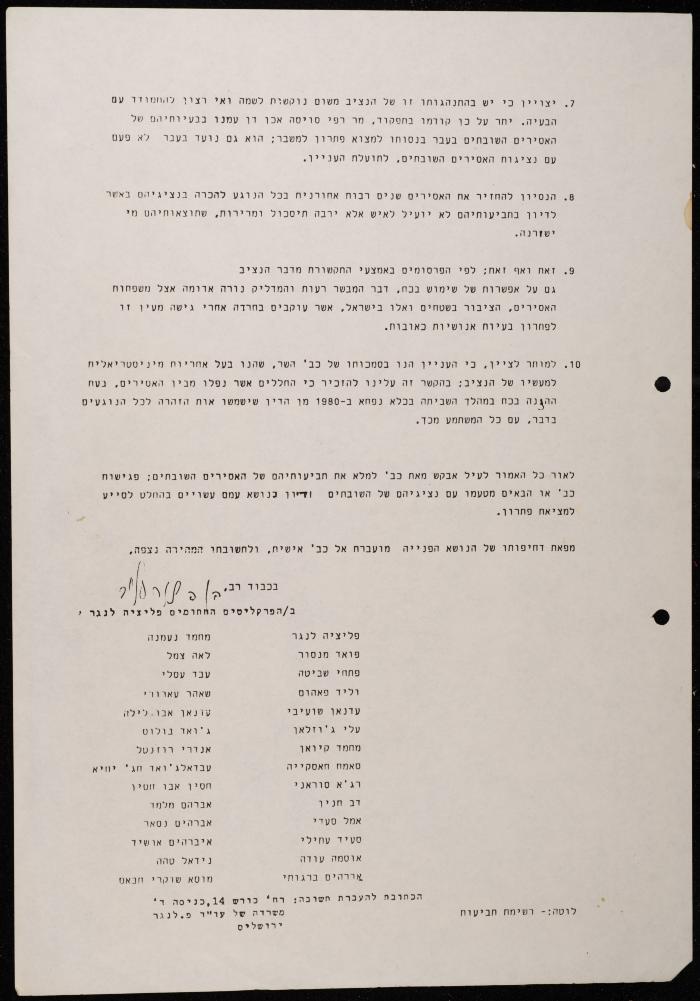 7. יצויין כי יש בהתנהגותו זו של הנציב משום נוקשות לשמה ואי רצון להתמודד עם
הבעיה. יתר על כן קודמו בתפקוד, מר רפי סויסה אכן דן עמנו בבעיותיהם של
האסירים השובתים בעבר בנסותו למצוא פתרון למשבר; הוא גם נועד בעבר לא פעם
עם נציגות האסירים השובתים, לתועלת העניין.
8. הנסיון להחזיר את האסירים שנים רבות אחורנית בכל הנוגע להכרה בנציגיהם באשר
לדיון בתביעותיהם לא יועיל לאיש אלא ירבה תיסכול ומרירות, שתוצאותיהם מי
ישורנה.
9. זאת ואף זאת; לפי הפרסומים באמצעי התקשורת מדבר הנציב
גם על אפשרות של שימוש בכח, דבר המבשר רעות והמדליק נורה אדומה אצל משפחות
האסירים, הציבור בשטחים ואלו בישראל, אשר עוקבים בחרדה אחרי גישה מעין זו
לפתרון בעיות אנושיות כאובות.
10. למותר לציין, כי העניין הנו בסמכותו של כב' השר, שהנו בעל אחריות מיניסטריאלית
למעשיו של הנציב; בהקשר זה עלינו להזכיר כי החללים אשר נפלו מבין האסירים, בעת
ההזנה בכח במהלך השביתה בכלא נפחא ב-1980 מן הדין שישמשו אות הזהרה לכל הנוגעים
בדבר, עם כל המשתמע מכך.
לאור כל האמור לעיל אבקש מאת כב' למלא את תביעותיהם של האסירים השובתים; פגישות
כב' או הבאים מטעמו עם נציגיהם של השובתים ודיון בנושא עמם עשויים בהחלט לסייע
למציאת פתרון.
מפאת דחיפותו של הנושא הפנייה מועברת אל כב' אישית, ולתשובתו המהירה נצפה,
בכבוד רב,
ב/הפרקליטים החתומים פליציה לנגר,
פליציה לנגר מחמד נעמנה
פואד מנסור לאה צמל
פתחי שביטה עבד עסלי
וליד פאהום שאהר ערורי
עדנאן שועיבי עדנאן אבו לילה
עלי ג'וזלאן ג'ואד בולוס
מחמד קיואן אנדרי רוזנטל
סאמח חאסקייה עבדאלג'ואד חג' יחיא
רג'א סוראני חסין אבו חסין
דב חנין אברהם מלמד
אמל סעדי אברהים נסאר
סעיד עתילי איברהים אושיד
אוסמה עודה נידאל טהה
אררהים ברגותי מוסא שוקרי חבאס
הכתובת להעברת תשובה: רח' כורש 14, כניסה ד'
משרדה של עו"ד פ.לנגר
ירושלים
לוטה:- רשימת תביעות